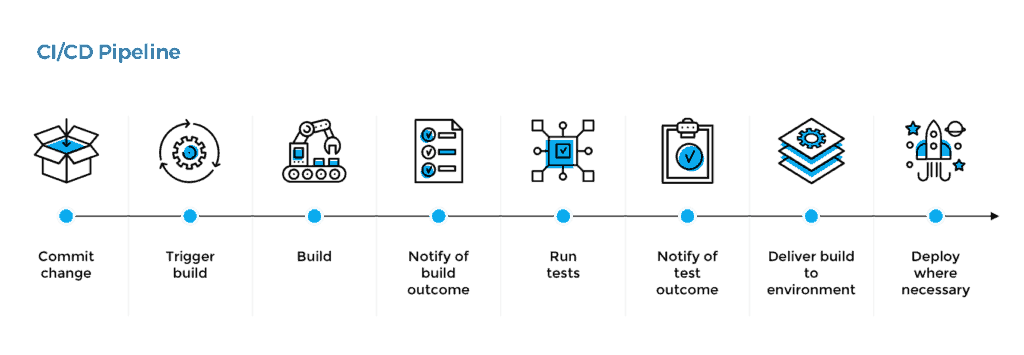 CI/CD Pipeline
Commit
change
Trigger
build
Build
Notify of
build
outcome
Run
tests
Notify of
test
outcome
Deliver build
to
environment
Deploy
where
necessary